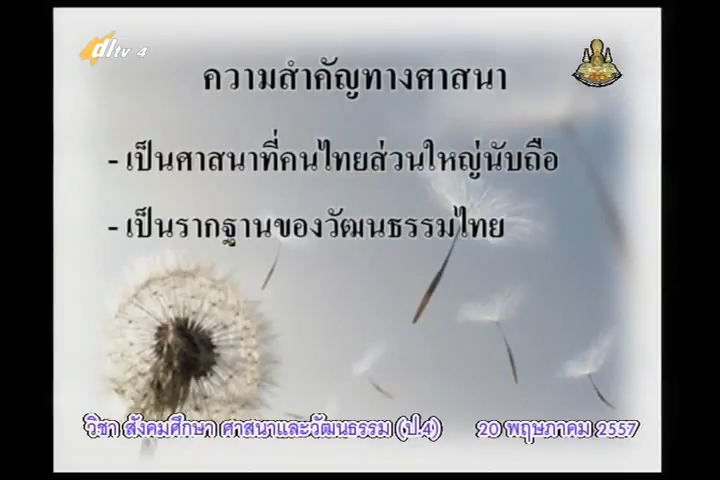 dltv 4
ความสำคัญทางศาสนา
- เป็นศาสนาที่คนไทยส่วนใหญ่นับถือ
- เป็นรากฐานของวัฒนธรรมไทย
วิชา สังคมศึกษา ศาสนาและวัฒนธรรม (ป.4) 20 พฤษภาคม 2557